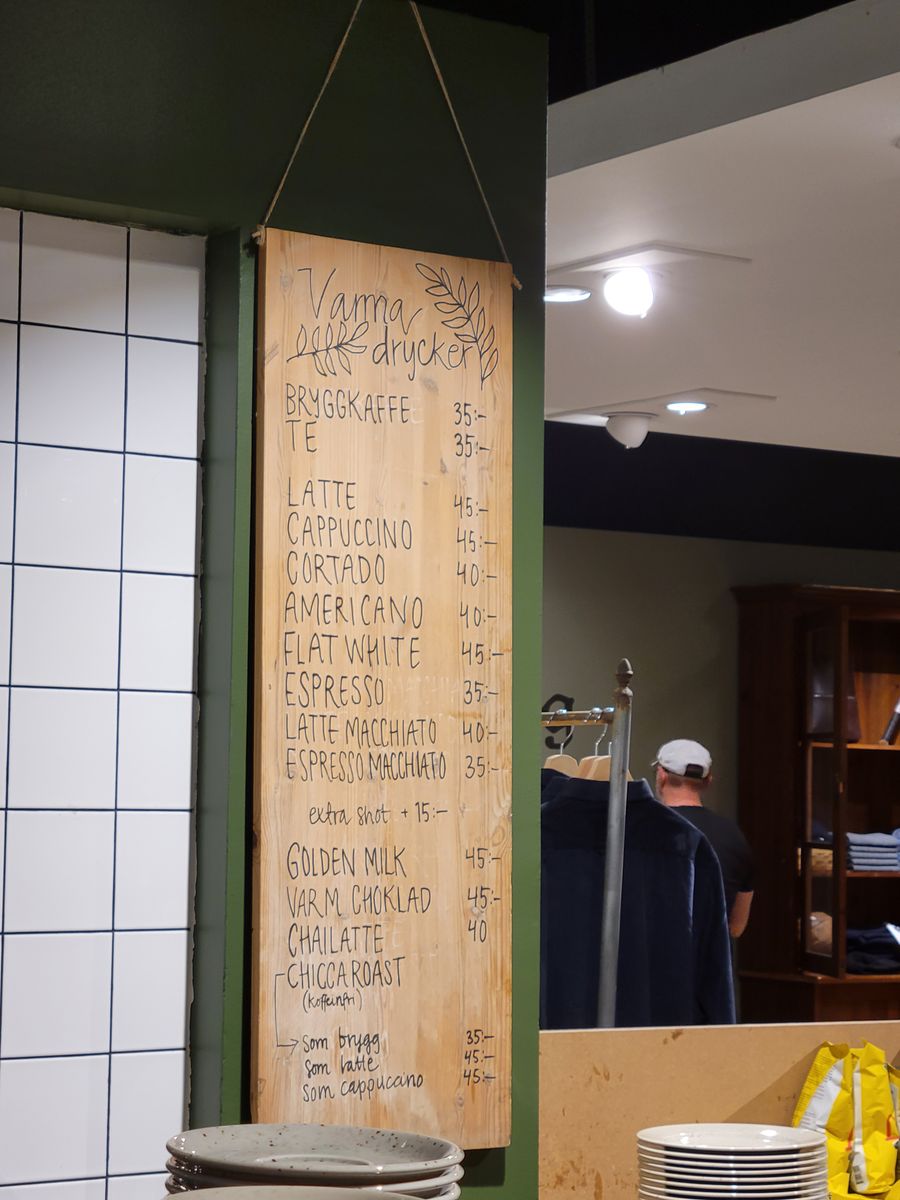 Varma
drycker
BRYGGKAFFE 35:-
TE 35:-
LATTE 45:-
CAPPUCCINO 45:-
CORTADO 40:-
AMERICANO 40:-
FLAT WHITE 45:-
ESPRESSO 35:-
LATTE MACCHIATO 40:-
ESPRESSO MACCHIATO 35:-
extra shot + 15:-
GOLDEN MILK 45:-
VARM CHOKLAD 45:-
CHAILATTE 40
CHICCAROAST
(koffeinfri)
som brygg 35:-
som latte 45:-
som cappuccino 45:-